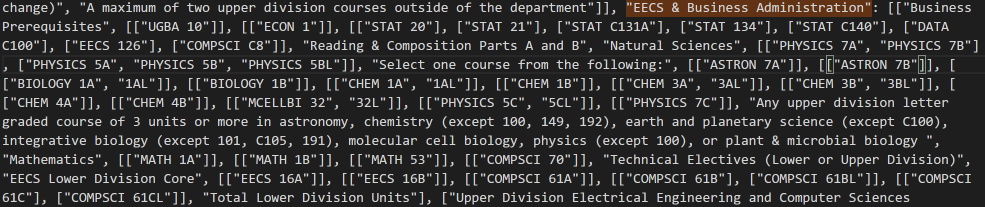 change)", "A maximum of two upper division courses outside of the department"]], "EECS & Business Administration": [["Business
Prerequisites", [["UGBA 10"]], [["ECON 1"]], [["STAT 20"], ["STAT 21"], ["STAT C131A"], ["STAT 134"], ["STAT C140"], ["DATA
C100"], ["EECS 126"], ["COMPSCI C8"]], "Reading & Composition Parts A and B", "Natural Sciences", [["PHYSICS 7A", "PHYSICS 7B"]
, ["PHYSICS 5A", "PHYSICS 5B", "PHYSICS 5BL"]], "Select one course from the following:", [["ASTRON 7A"]], [["ASTRON 7B"]], [
["BIOLOGY 1A", "1AL"]], [["BIOLOGY 1B"]], [["CHEM 1A", "1AL"]], [["CHEM 1B"]], [["CHEM 3A", "3AL"]], [["CHEM 3B", "3BL"]], [
["CHEM 4A"]], [["CHEM 4B"]], [["MCELLBI 32", "32L"]], [["PHYSICS 5C", "5CL"]], [["PHYSICS 7C"]], "Any upper division letter
graded course of 3 units or more in astronomy, chemistry (except 100, 149, 192), earth and planetary science (except C100),
integrative biology (except 101, C105, 191), molecular cell biology, physics (except 100), or plant & microbial biology ",
"Mathematics", [["MATH 1A"]], [["MATH 1B"]], [["MATH 53"]], [["COMPSCI 70"]], "Technical Electives (Lower or Upper Division)",
"EECS Lower Division Core", [["EECS 16A"]], [["EECS 16B"]], [["COMPSCI 61A"]], [["COMPSCI 61B"], ["COMPSCI 61BL"]], [["COMPSCI
61C"], ["COMPSCI 61CL"]], "Total Lower Division Units"], ["Upper Division Electrical Engineering and Computer Sciences